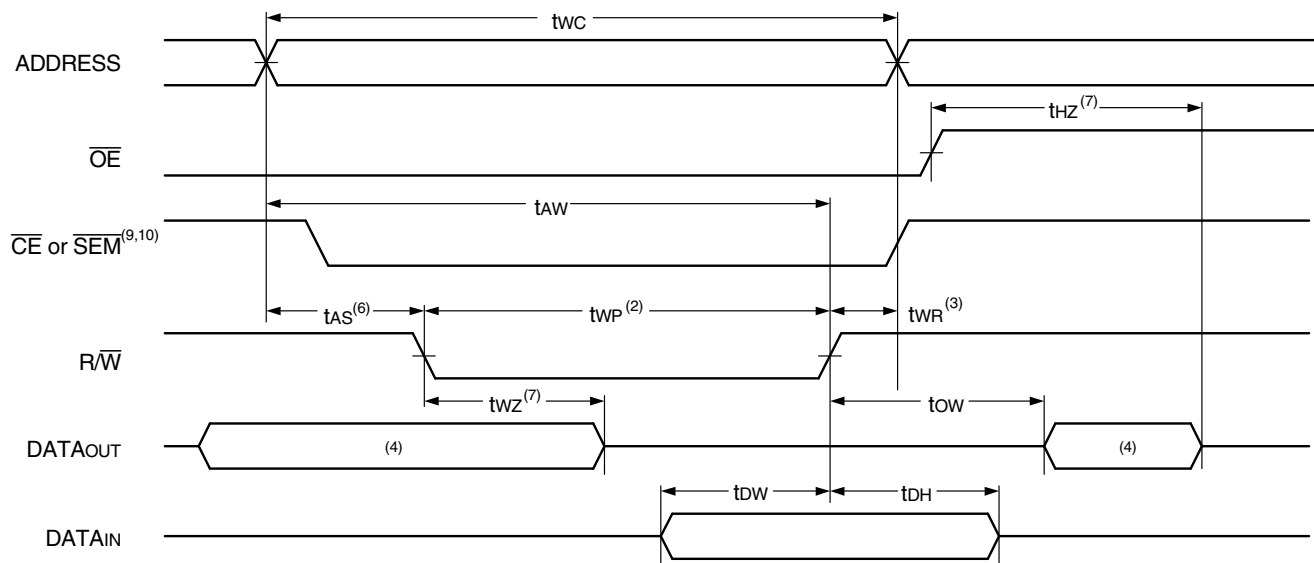 tWC
ADDRESS
tHZ(7)
OE
tAW
CE or SEM(9,10)
tAS(6)
tWP(2)
tWR(3)
R/W
tWZ(7)
tOW
DATAOUT
(4)
(4)
tDW
tDH
DATAIN